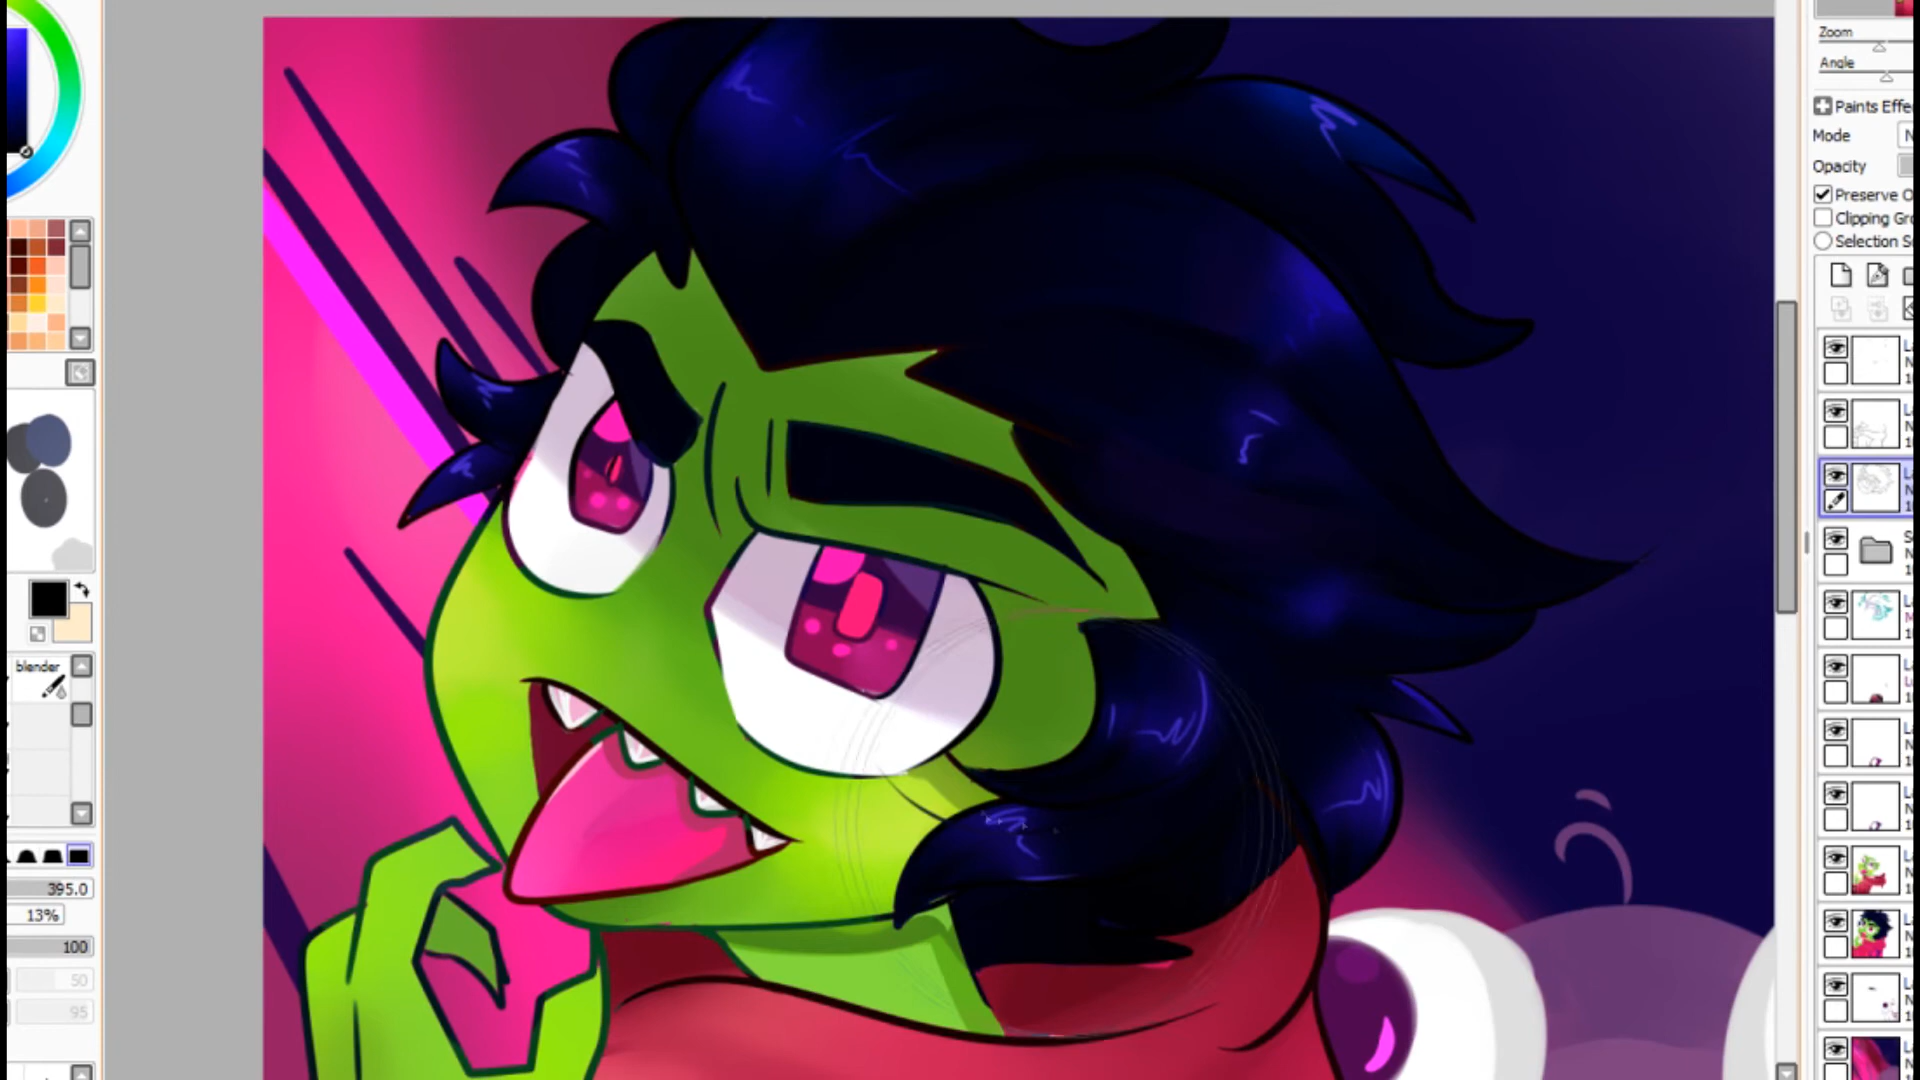 Zoom
Angle
Paints Effe
Mode
Opacity
Preserve O
Clipping Gr
Selection S
blender
395.0
13%
100
50
95